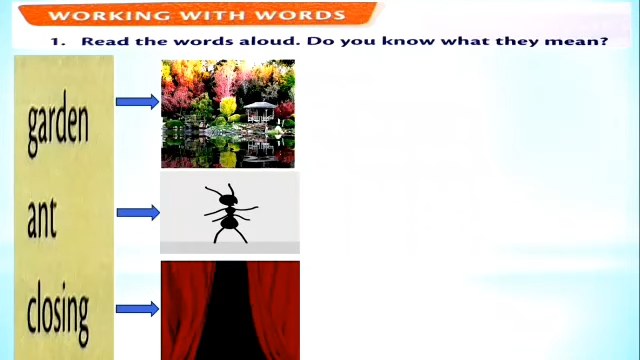 WORKING WITH WORDS
1. Read the words aloud. Do you know what they mean?
garden
ant
closing